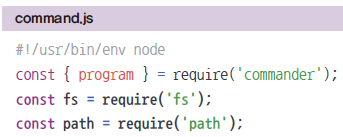 command.js
#!/usr/bin/env node
const { program } = require('commander');
const fs = require('fs');
const path = require('path');